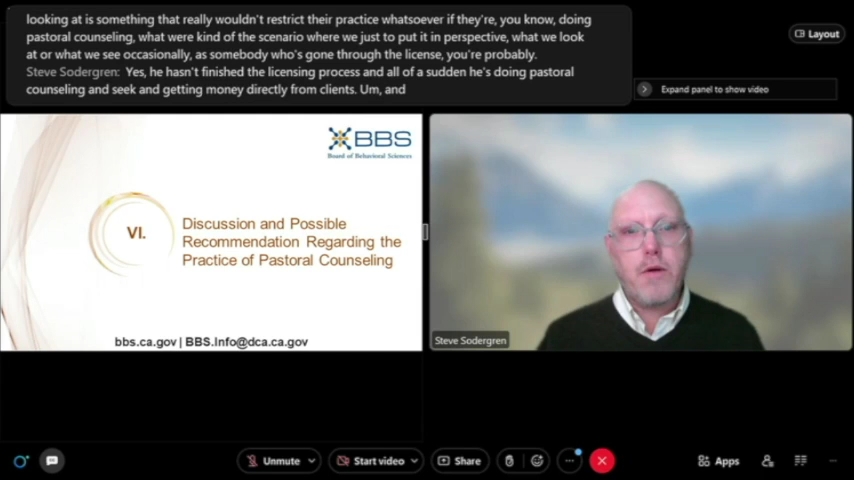 looking at is something that really wouldn't restrict their practice whatsoever if they're, you know, doing
pastoral counseling, what were kind of the scenario where we just to put it in perspective, what we look
at or what we see occasionally, as somebody who's gone through the license, you're probably.
Steve Sodergren: Yes, he hasn't finished the licensing process and all of a sudden he's doing pastoral
counseling and seek and getting money directly from clients. Um, and
Layout
Expand panel to show video
BBS
Board of Behavioral Sciences
VI.
Discussion and Possible
Recommendation Regarding the
Practice of Pastoral Counseling
bbs.ca.gov | BBS.Info@dca.ca.gov
Steve Sodergren
Unmute
Start video
Share
Apps